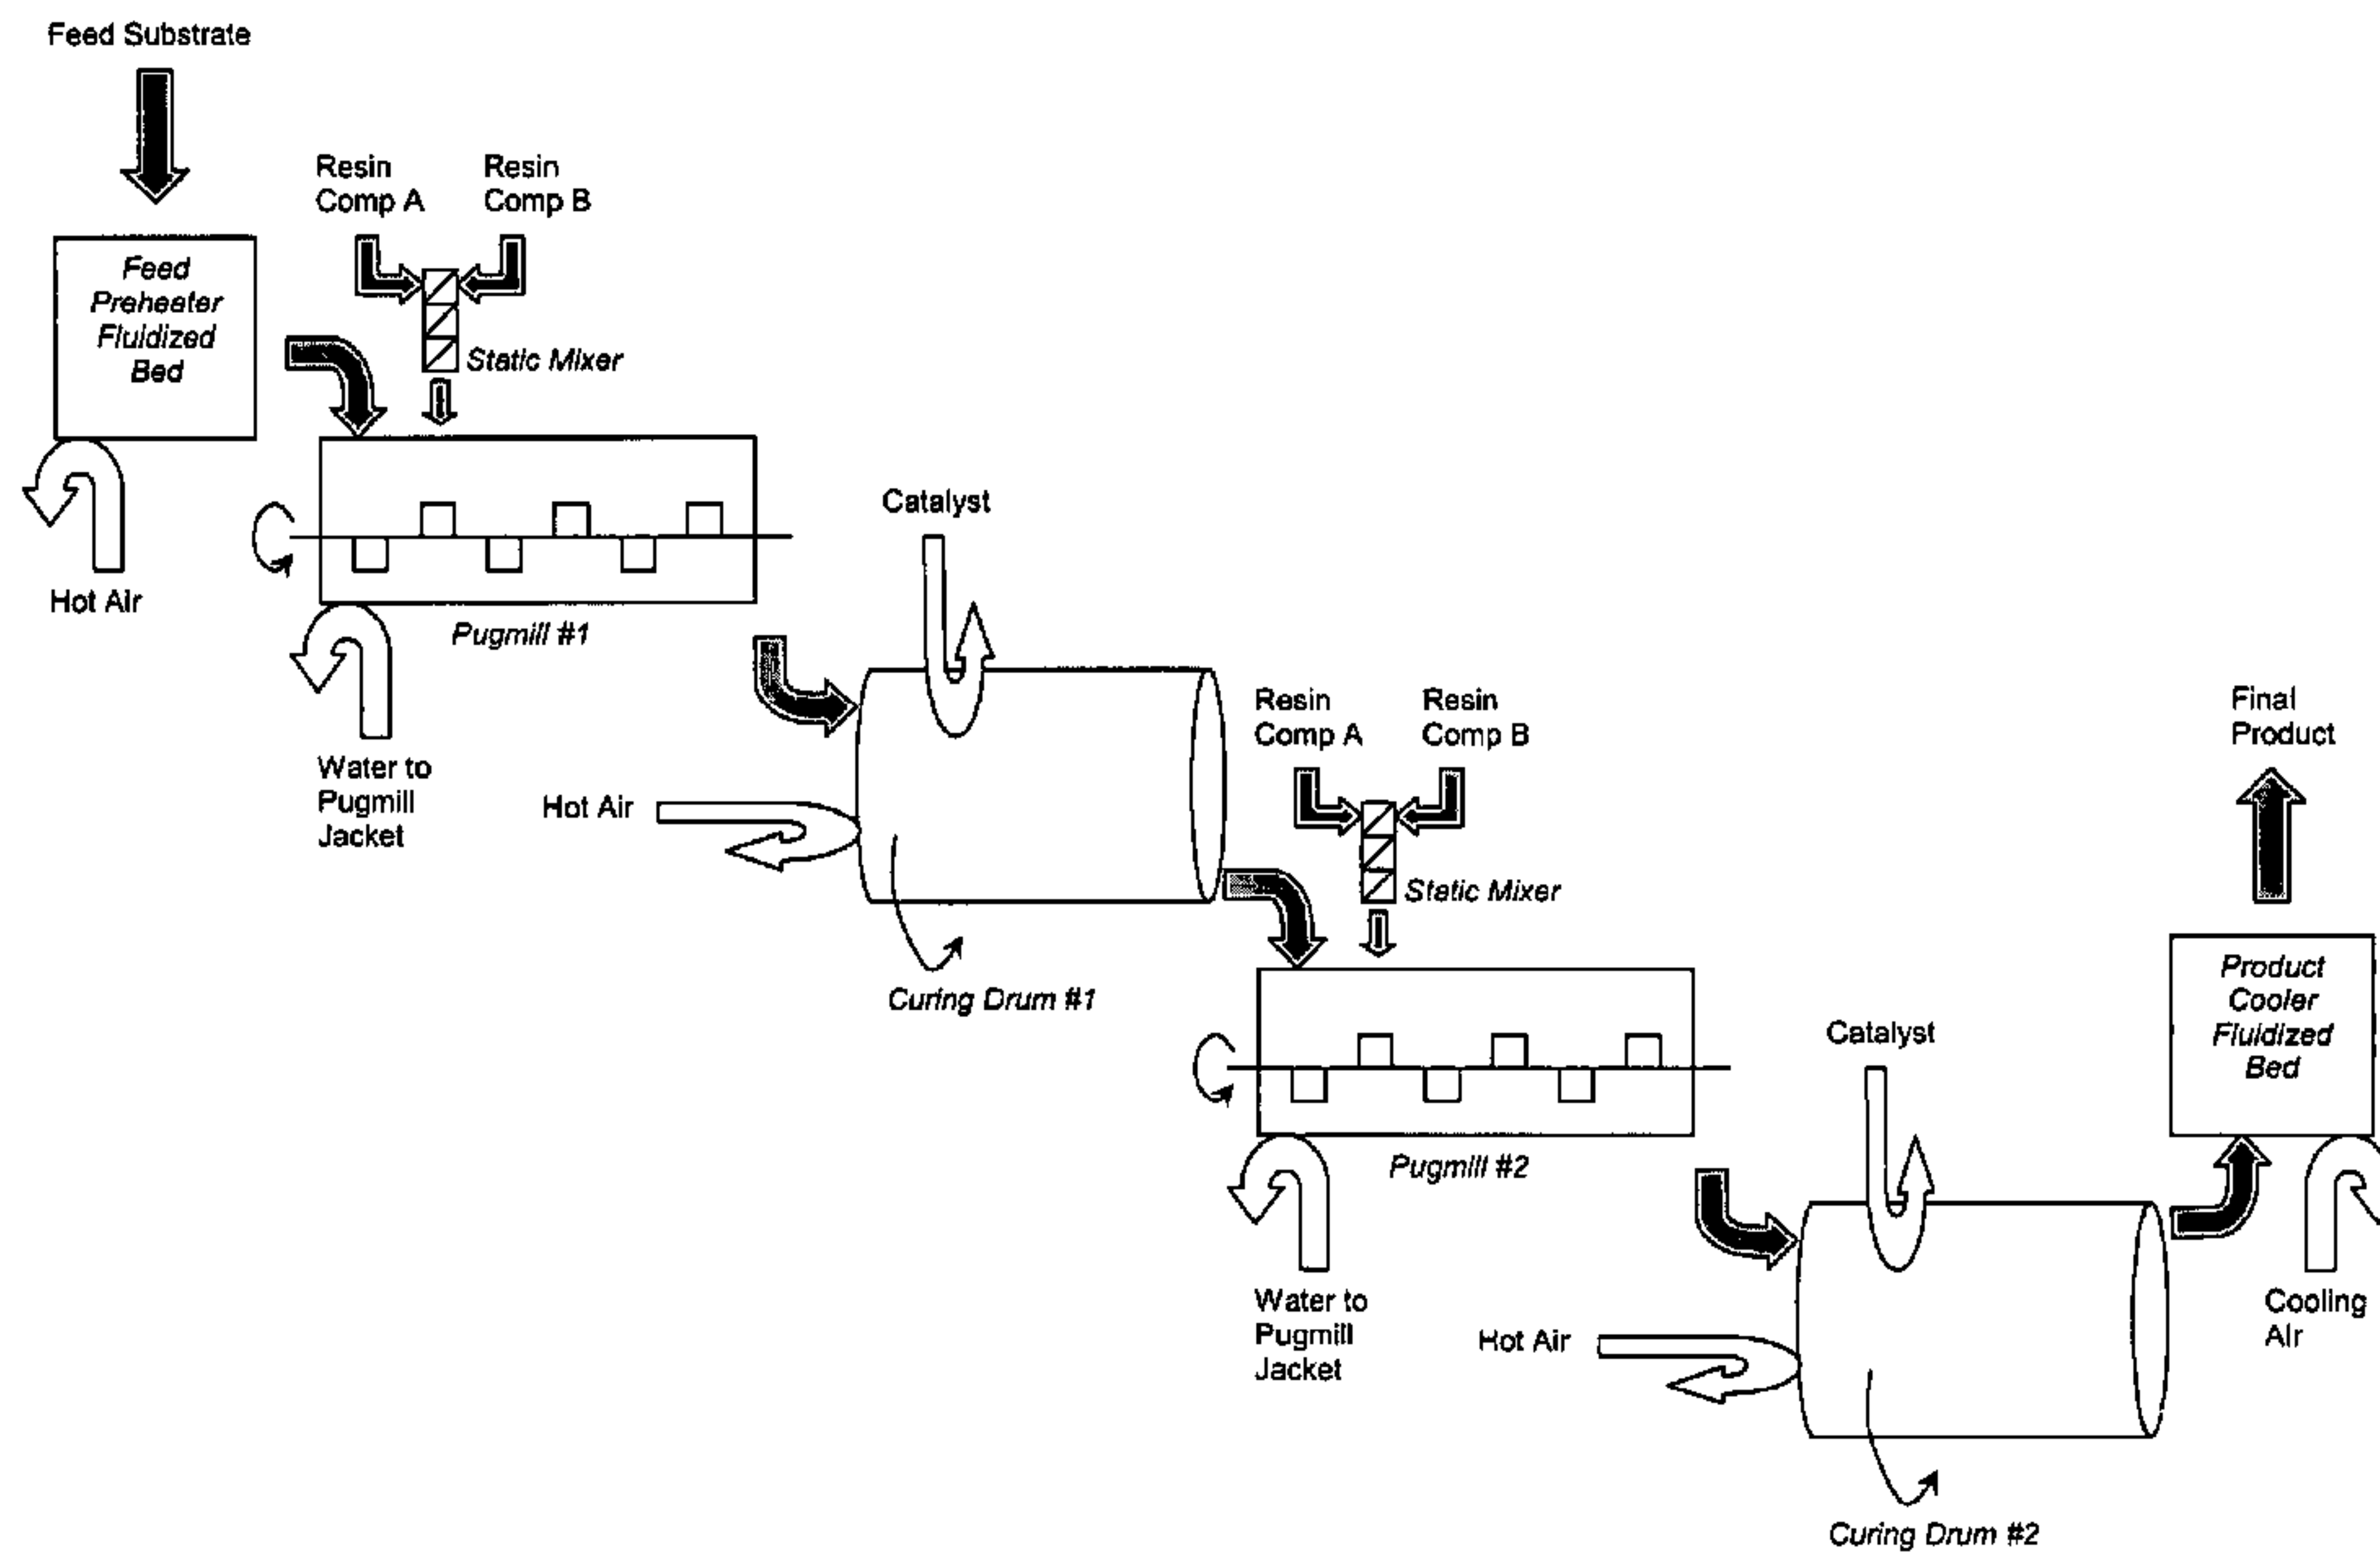 Feed Substrate
Resin
Comp A
Resin
Comp B
Feed
Preheater
Fluidized
Bed
Static Mixer
Hot Air
Pugmill #1
Water to
Pugmill
Jacket
Catalyst
Hot Air
Curing Drum #1
Resin
Comp A
Resin
Comp B
Static Mixer
Pugmill #2
Water to
Pugmill
Jacket
Catalyst
Hot Air
Curing Drum #2
Final
Product
Product
Cooler
Fluidized
Bed
Cooling
Air